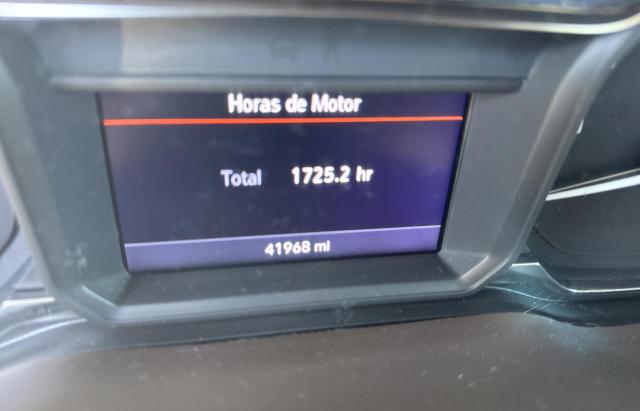 Horas de Motor
Total 1725.2 hr
41968 mi